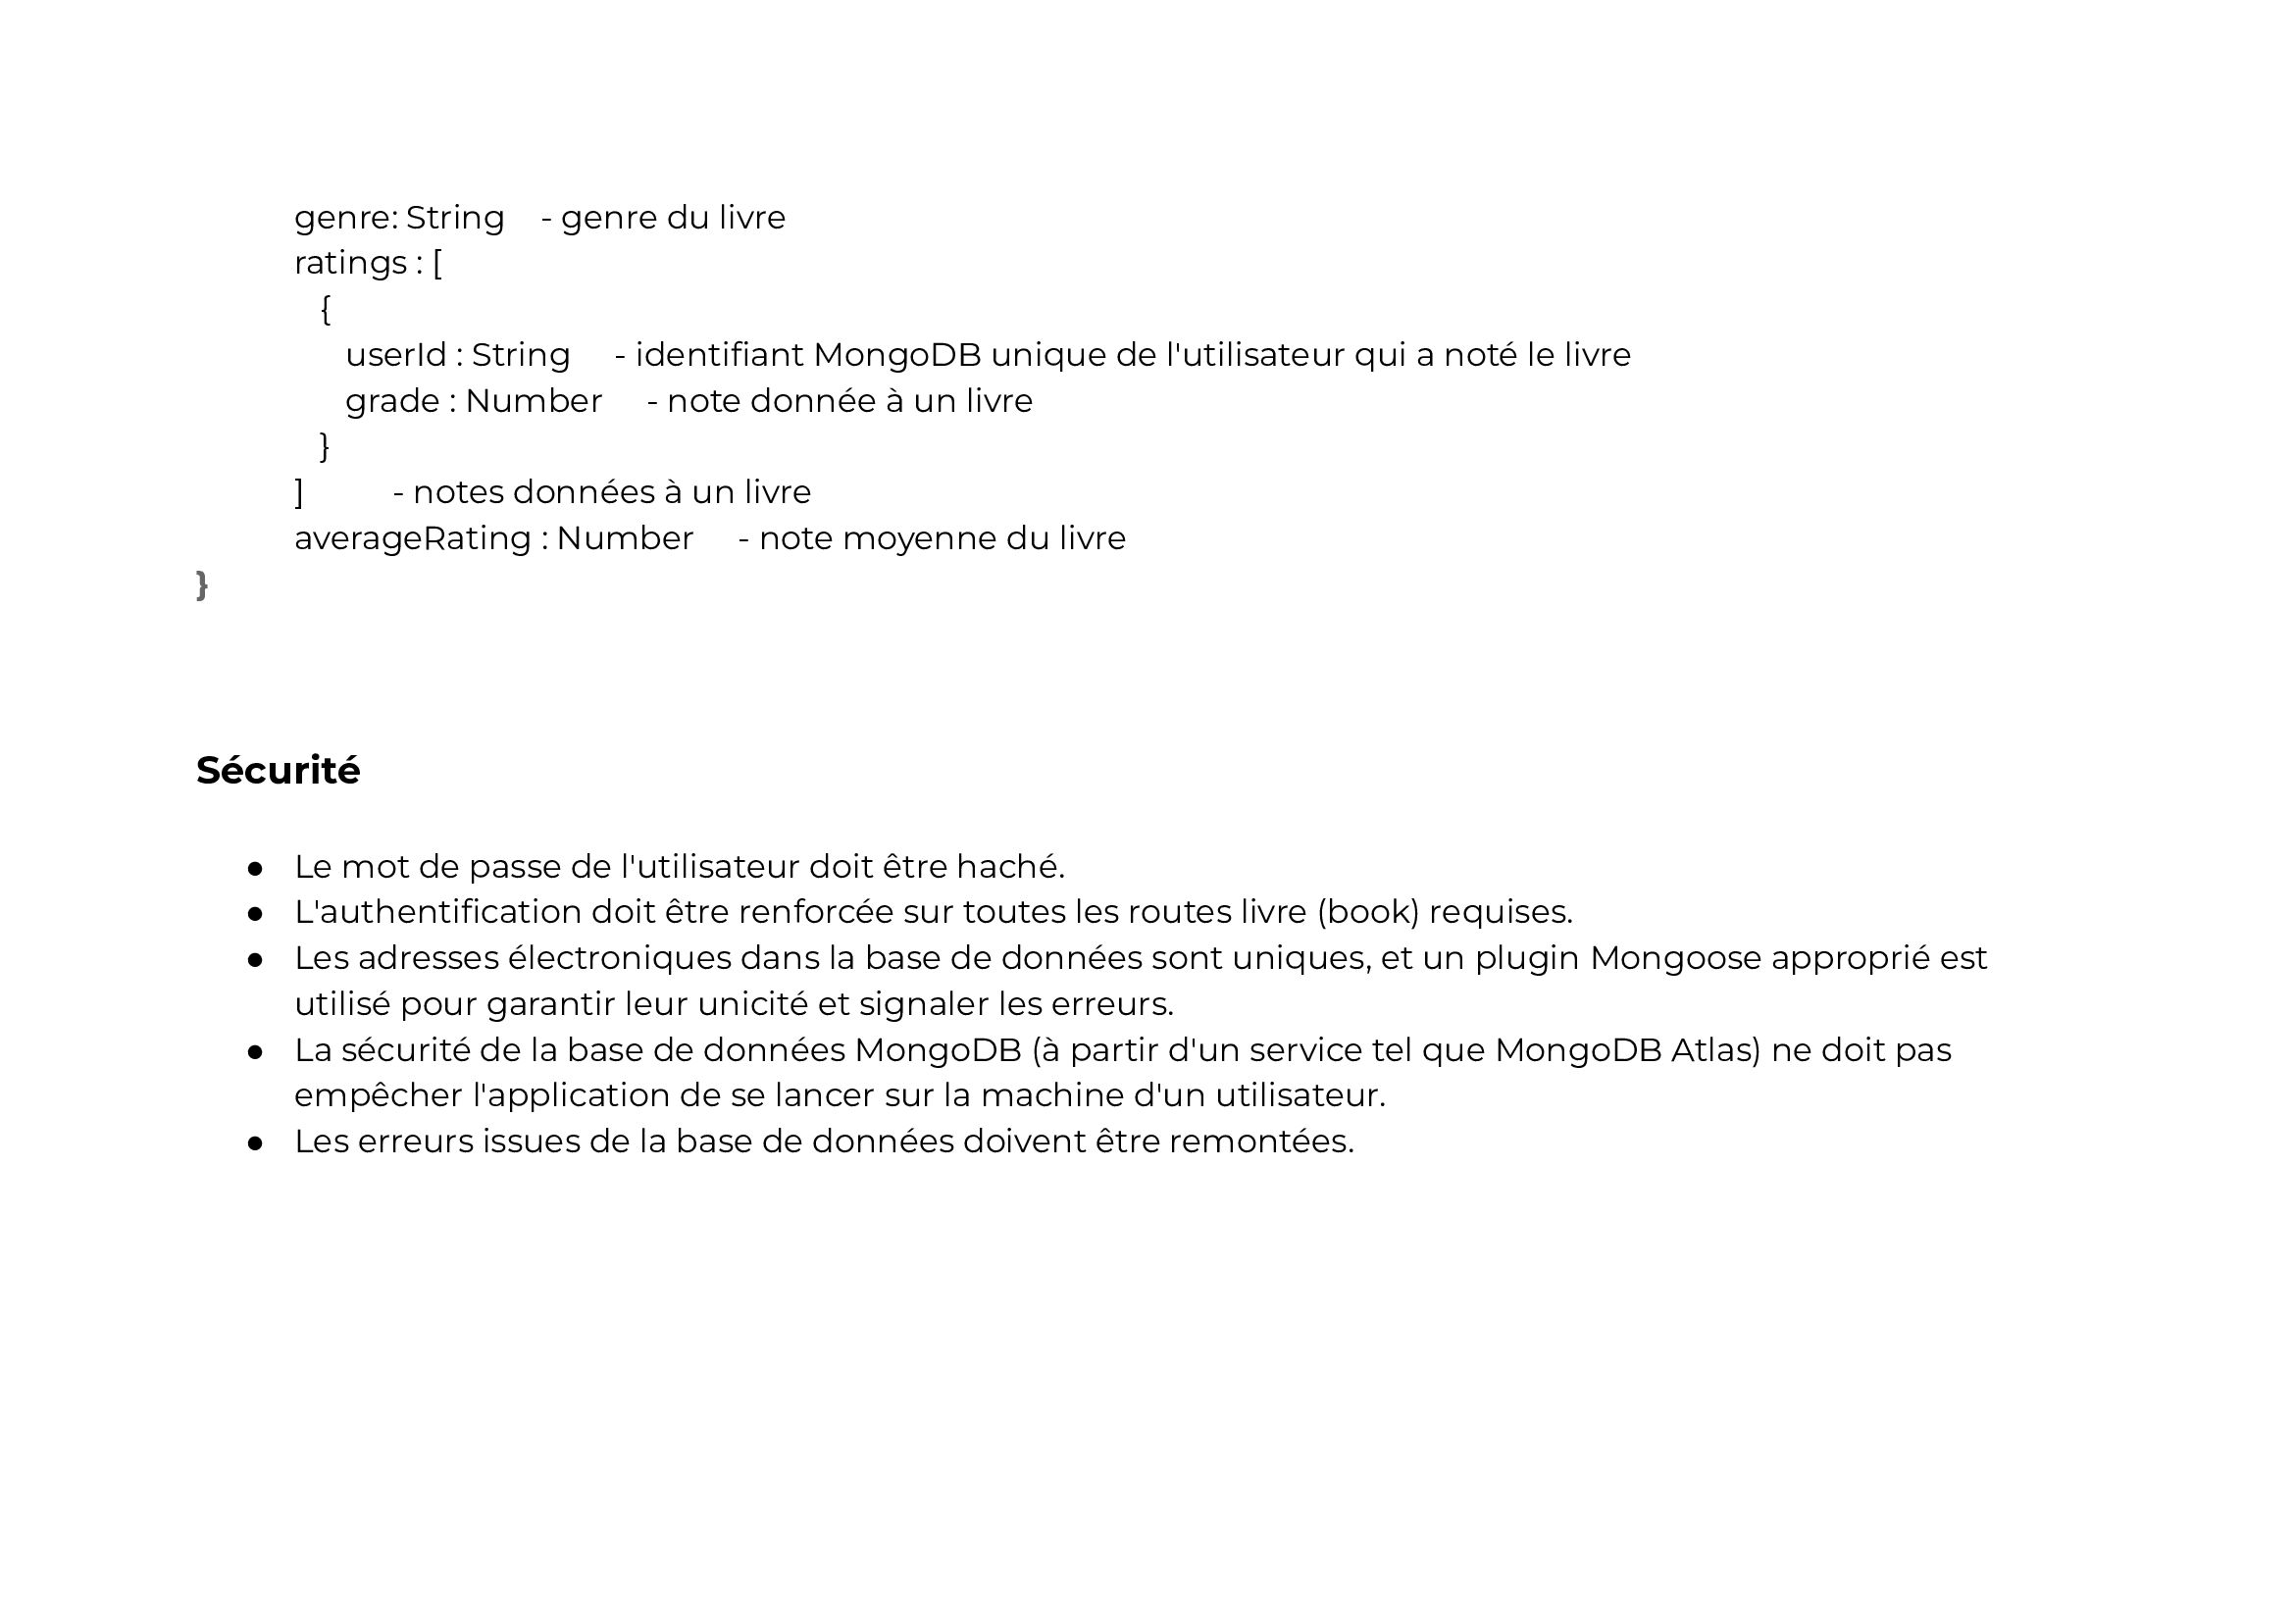 genre: String - genre du livre
ratings : [
{
userId : String - identifiant MongoDB unique de l'utilisateur qui a noté le livre
grade : Number - note donnée à un livre
}
] - notes données à un livre
averageRating : Number - note moyenne du livre
}
Sécurité
● Le mot de passe de l'utilisateur doit être haché.
● L'authentification doit être renforcée sur toutes les routes livre (book) requises.
● Les adresses électroniques dans la base de données sont uniques, et un plugin Mongoose approprié est
utilisé pour garantir leur unicité et signaler les erreurs.
● La sécurité de la base de données MongoDB (à partir d'un service tel que MongoDB Atlas) ne doit pas
empêcher l'application de se lancer sur la machine d'un utilisateur.
● Les erreurs issues de la base de données doivent être remontées.